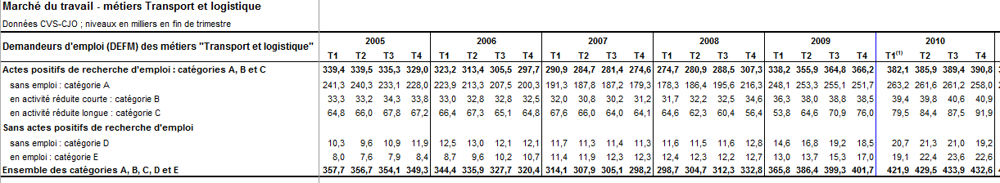 Marché du travail - métiers Transport et logistique
Données CVS-CJO ; niveaux en milliers en fin de trimestre
Demandeurs d'emploi (DEFM) des métiers "Transport et logistique" 2005 2006 2007 2008 2009 2010
T1 T2 T3 T4 T1 T2 T3 T4 T1 T2 T3 T4 T1 T2 T3 T4 T1 T2 T3 T4 T1(1) T2 T3 T4
Actes positifs de recherche d'emploi : catégories A, B et C 339,4 339,5 335,3 329,0 323,2 313,4 305,5 297,7 290,9 284,7 281,4 274,6 274,7 280,9 288,5 307,3 338,2 355,9 364,8 366,2 382,1 385,9 389,4 390,8
sans emploi : catégorie A 241,3 240,3 233,1 228,0 223,9 213,3 207,5 200,3 191,3 187,8 187,2 179,3 178,3 186,4 195,6 216,3 248,1 253,3 255,1 251,7 263,2 261,6 261,2 258,0
en activité réduite courte : catégorie B 33,3 33,2 34,3 33,8 33,0 32,8 32,8 32,5 32,0 30,8 30,2 31,2 31,7 32,2 32,5 34,6 36,3 38,0 38,8 38,5 39,4 39,8 40,6 40,9
en activité réduite longue : catégorie C 64,8 66,0 67,8 67,2 66,4 67,3 65,1 64,8 67,6 66,0 64,0 64,1 64,6 62,3 60,4 56,4 53,8 64,6 70,9 76,0 79,5 84,4 87,5 91,9
Sans actes positifs de recherche d'emploi
sans emploi : catégorie D 10,3 9,6 10,9 11,9 12,5 13,0 12,1 12,1 11,7 11,3 11,4 11,3 11,6 11,5 11,6 12,8 14,6 16,8 19,2 18,5 20,7 21,3 21,0 19,2
en emploi : catégorie E 8,0 7,6 7,9 8,4 8,7 9,6 10,2 10,7 11,4 11,9 12,3 12,3 12,4 12,3 12,2 12,7 13,0 13,7 15,3 17,0 19,1 22,4 23,6 22,6
Ensemble des catégories A, B, C, D et E 357,7 356,7 354,1 349,3 344,4 335,9 327,7 320,4 314,1 307,9 305,1 298,2 298,7 304,7 312,3 332,8 365,8 386,4 399,3 401,7 421,9 429,5 433,9 432,6